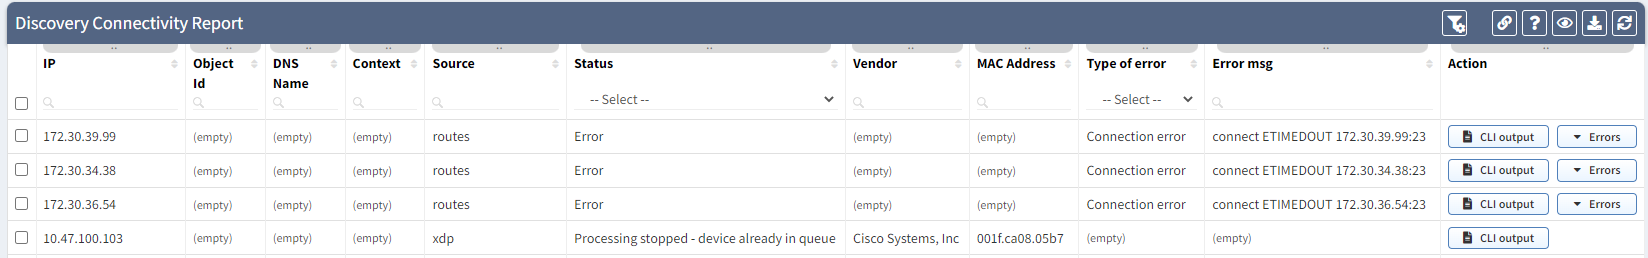 Discovery Connectivity Report
IP Object Id DNS Name Context Source Status Vendor MAC Address Type of error Error msg Action
-- Select -- -- Select --
172.30.39.99 (empty) (empty) (empty) routes Error (empty) (empty) Connection error connect ETIMEDOUT 172.30.39.99:23 CLI output Errors
172.30.34.38 (empty) (empty) (empty) routes Error (empty) (empty) Connection error connect ETIMEDOUT 172.30.34.38:23 CLI output Errors
172.30.36.54 (empty) (empty) (empty) routes Error (empty) (empty) Connection error connect ETIMEDOUT 172.30.36.54:23 CLI output Errors
10.47.100.103 (empty) (empty) (empty) xdp Processing stopped - device already in queue Cisco Systems, Inc 001f.ca08.05b7 (empty) (empty) CLI output